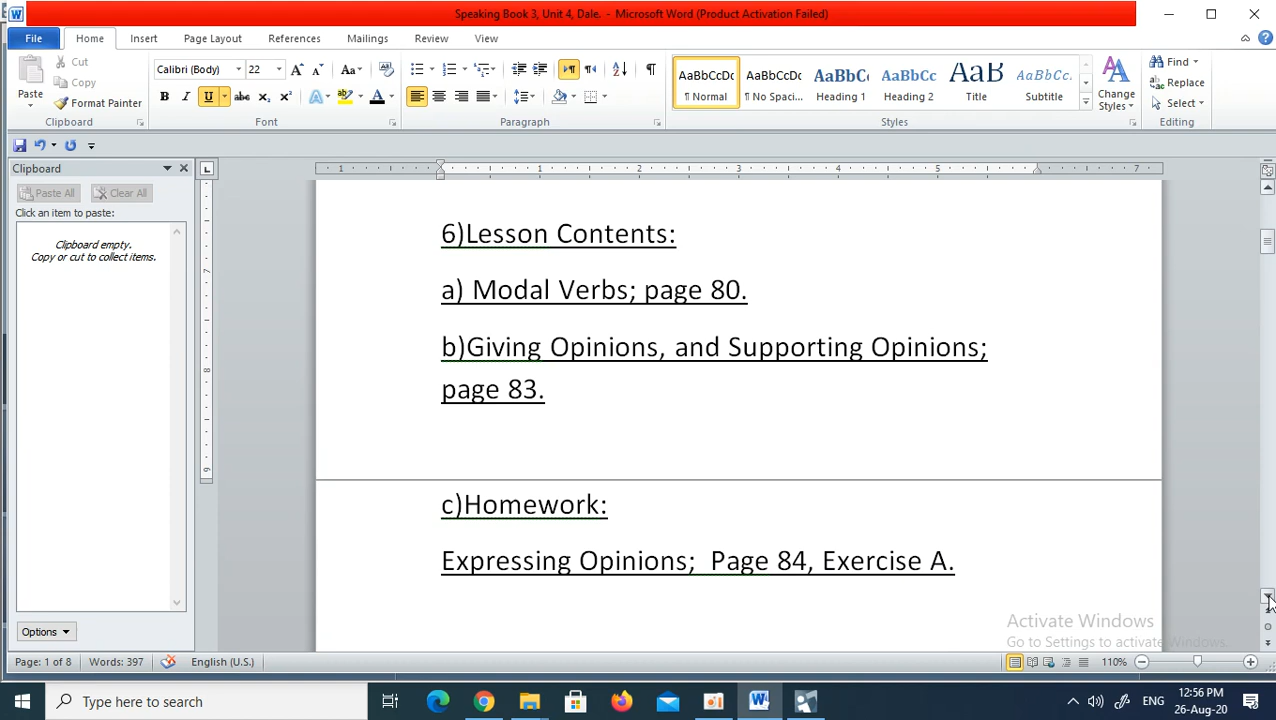 Speaking Book 3, Unit 4, Dale. - Microsoft Word (Product Activation Failed)
File Home Insert Page Layout References Mailings Review View
Paste
Cut
Copy
Format Painter
Clipboard
Calibri (Body) 22
Font
Paragraph
AaBbCcDc AaBbCcDc AaBbC AaBbCc AaB AaBbCc.
¶ Normal ¶ No Spaci... Heading 1 Heading 2 Title Subtitle
Styles
Change Styles
Find
Replace
Select
Editing
Clipboard
Paste All Clear All
Click an item to paste:
Clipboard empty.
Copy or cut to collect items.
Options
6)Lesson Contents:
a) Modal Verbs; page 80.
b)Giving Opinions, and Supporting Opinions;
page 83.
c)Homework:
Expressing Opinions;  Page 84, Exercise A.
Activate Windows
Go to Settings to activate Windows.
Page: 1 of 8 Words: 397 English (U.S.) 110%
Type here to search
ENG
12:56 PM
26-Aug-20